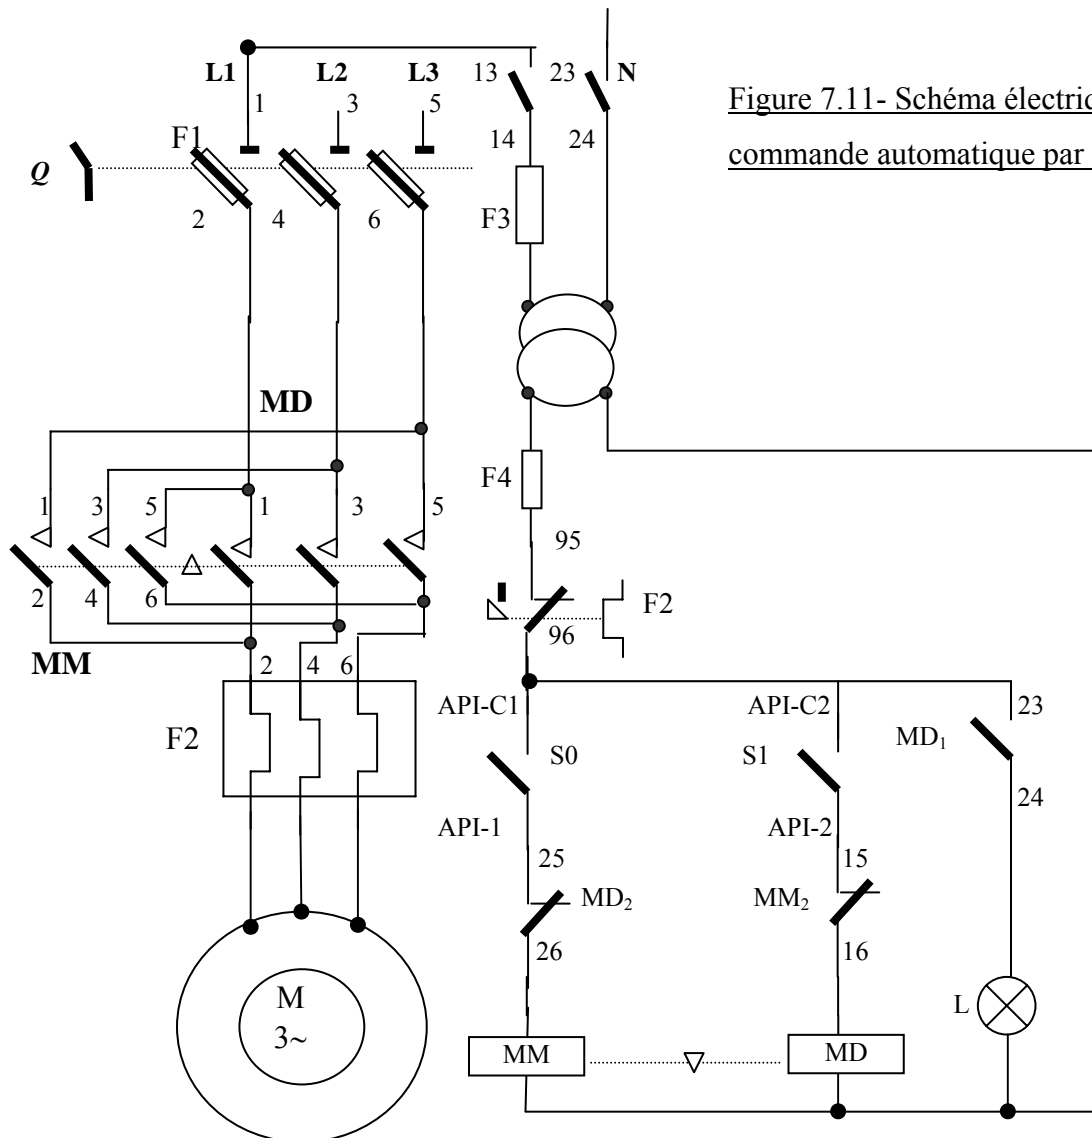 L1 L2 L3 13 23 N
1 3 5
Figure 7.11- Schéma électri
commande automatique par
F1 14 24
Q
2 4 6 F3
MD
F4
1 3 5 1 3 5
95
2 4 6
F2
96
MM 2 4 6
API-C1 API-C2 23
F2 S0 S1 MD1
24
API-1 API-2
25 15
MD2 MM2
26 16
M
3~
L
MM MD